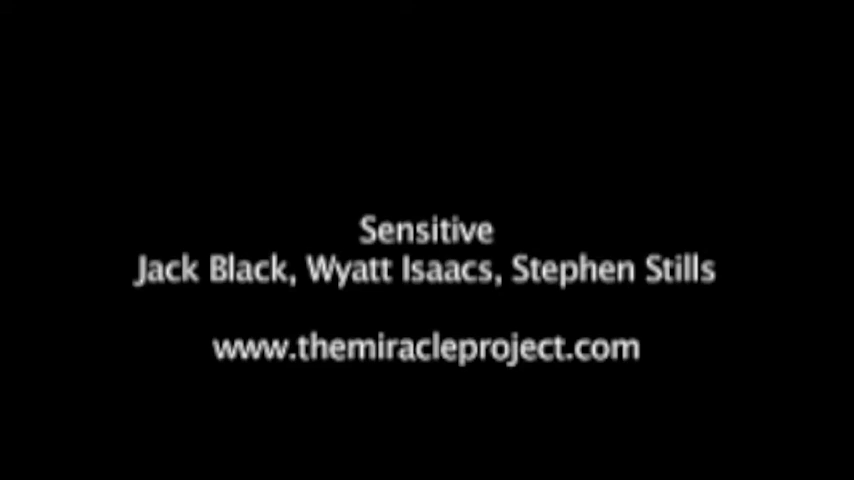 Sensitive
Jack Black, Wyatt Isaacs, Stephen Stills
www.themiracleproject.com